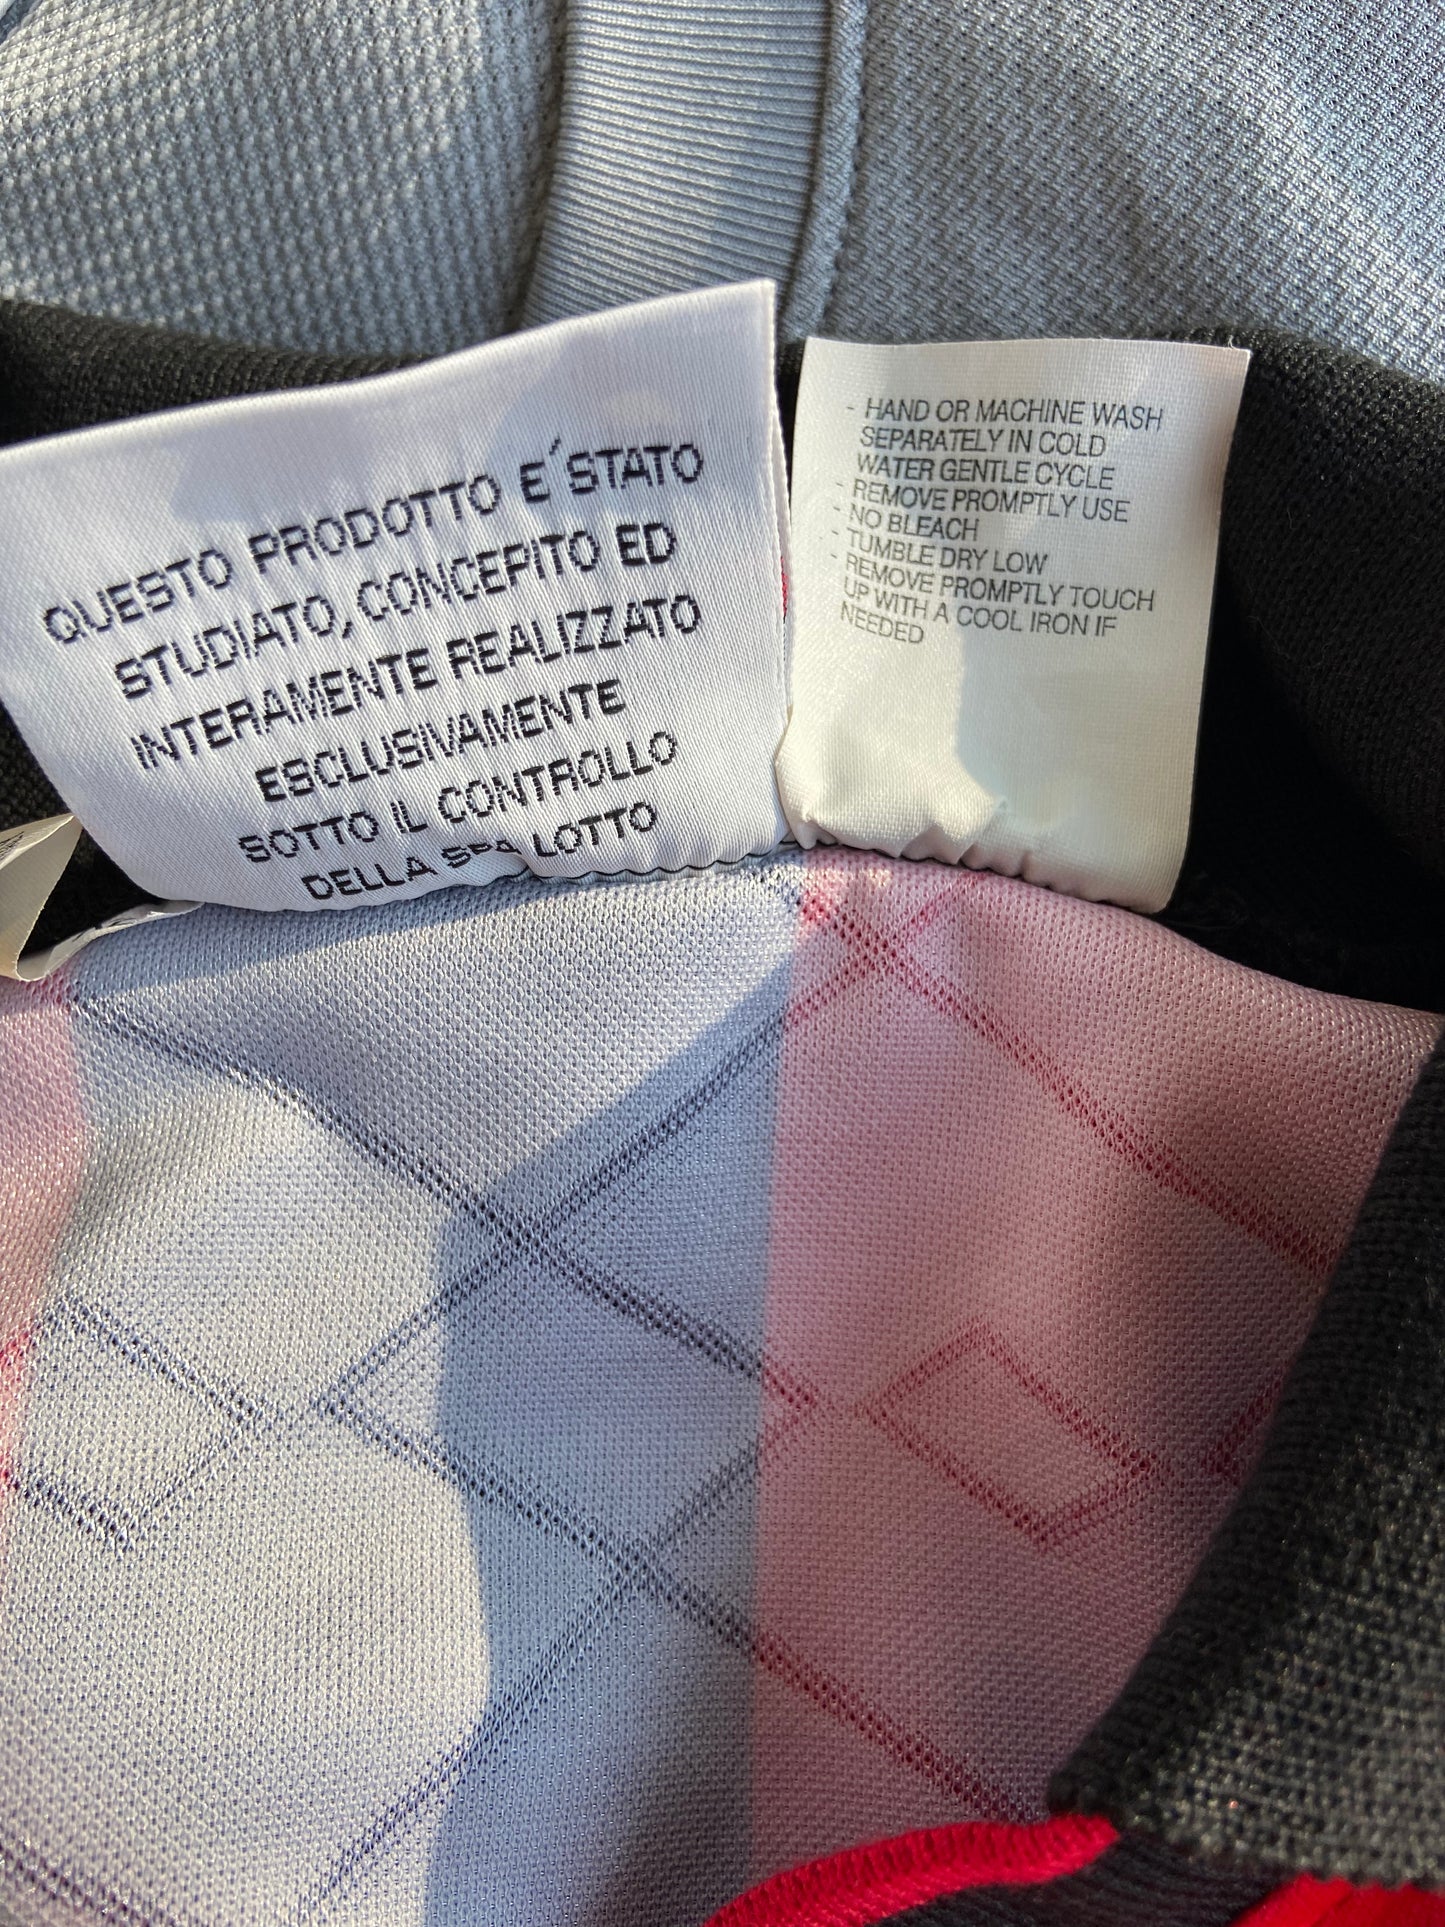 QUESTO PRODOTTO E´STATO
STUDIATO, CONCEPITO ED
INTERAMENTE REALIZZATO
ESCLUSIVAMENTE
SOTTO IL CONTROLLO
DELLA SPA LOTTO
- HAND OR MACHINE WASH
SEPARATELY IN COLD
WATER GENTLE CYCLE
- REMOVE PROMPTLY USE
- NO BLEACH
- TUMBLE DRY LOW
- REMOVE PROMPTLY TOUCH
UP WITH A COOL IRON IF
NEEDED